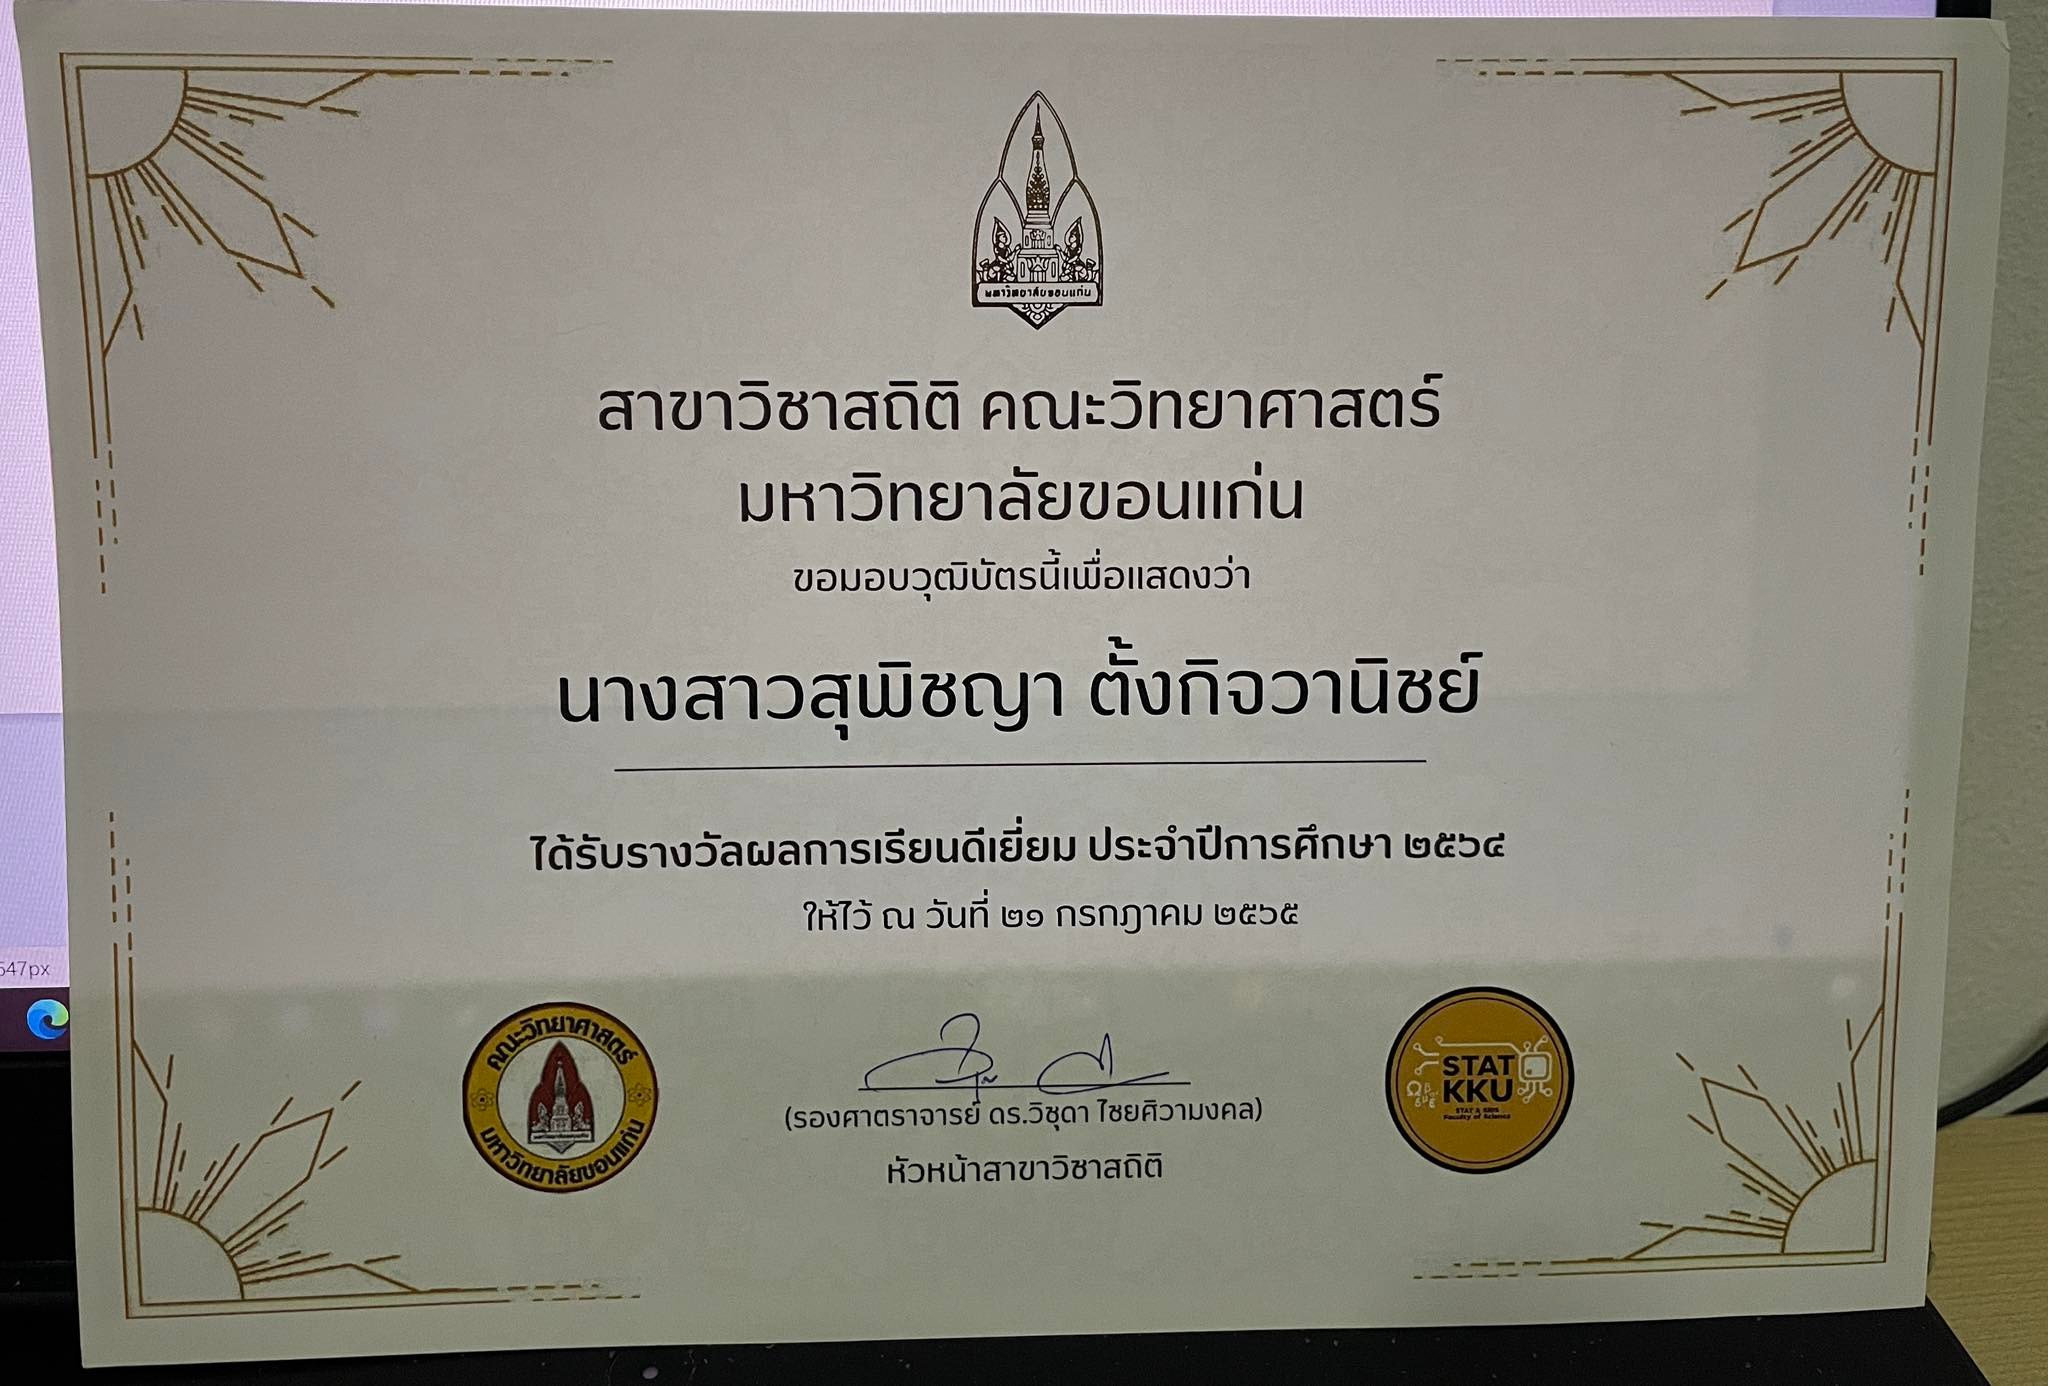 มหาวิทยาลัยขอนแก่น
สาขาวิชาสถิติ คณะวิทยาศาสตร์
มหาวิทยาลัยขอนแก่น
ขอมอบวุฒิบัตรนี้เพื่อแสดงว่า
นางสาวสุพิชญา ตั้งกิจวานิชย์
ได้รับรางวัลผลการเรียนดีเยี่ยม ประจำปีการศึกษา ๒๕๖๔
ให้ไว้ ณ วันที่ ๒๑ กรกฎาคม ๒๕๖๕
547px
คณะวิทยาศาสตร์
มหาวิทยาลัยขอนแก่น
(รองศาตราจารย์ ดร.วิชุดา ไชยศิวามงคล)
หัวหน้าสาขาวิชาสถิติ
STAT
KKU
Faculty of Science